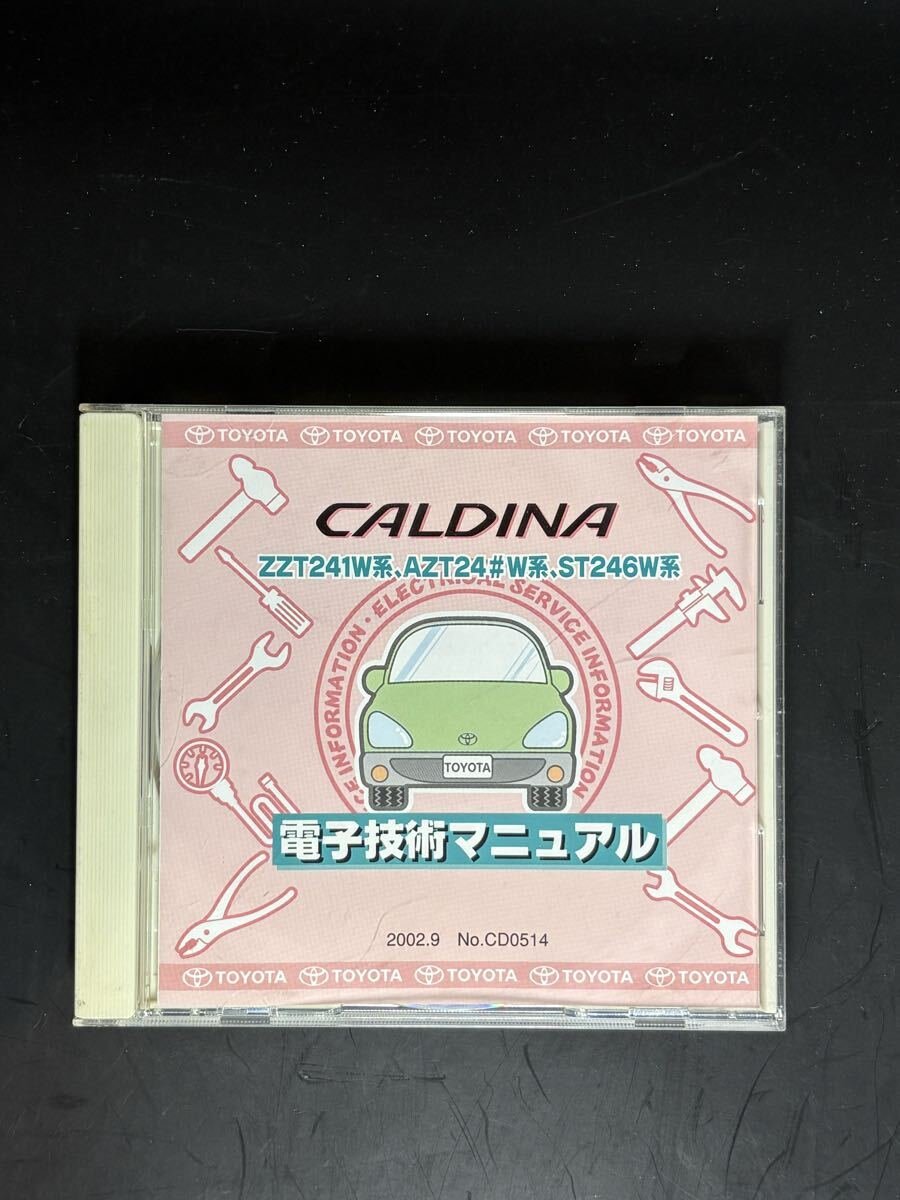 TOYOTA TOYOTA TOYOTA TOYOTA TOYOTA
CALDINA
ZZT241W系、AZT24#W系、ST246W系
INFORMATION・ELECTRICAL SERVICE INFORMATION
TOYOTA
電子技術マニュアル
2002.9 No.CD0514
TOYOTA TOYOTA TOYOTA TOYOTA TOYOTA